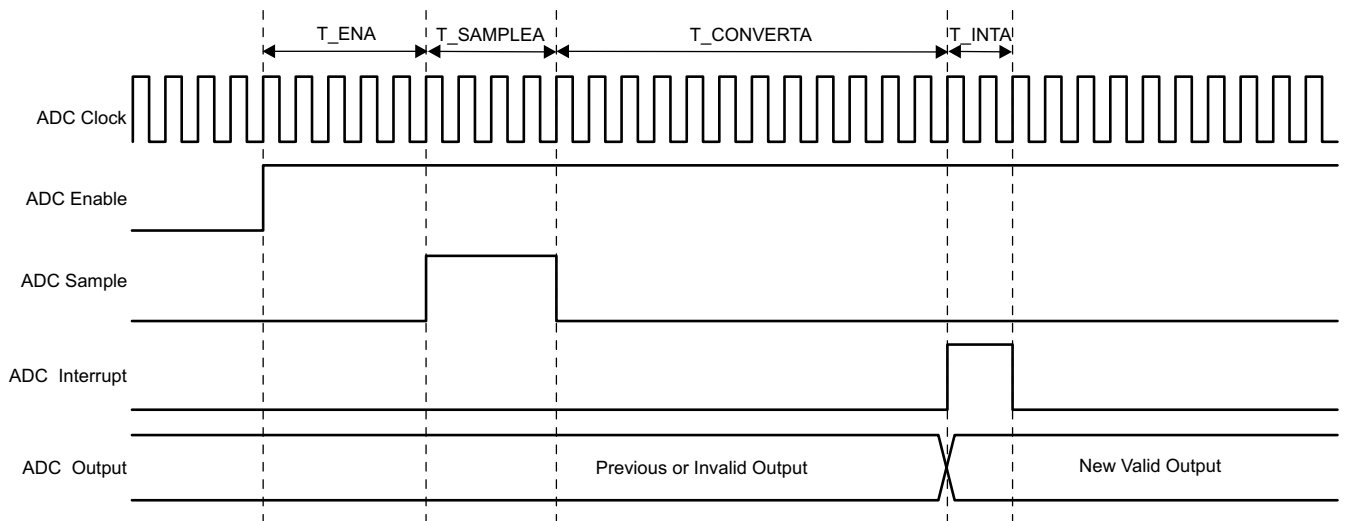 T_ENA T_SAMPLEA T_CONVERTA T_INTA
ADC Clock
ADC Enable
ADC Sample
ADC Interrupt
ADC Output Previous or Invalid Output New Valid Output